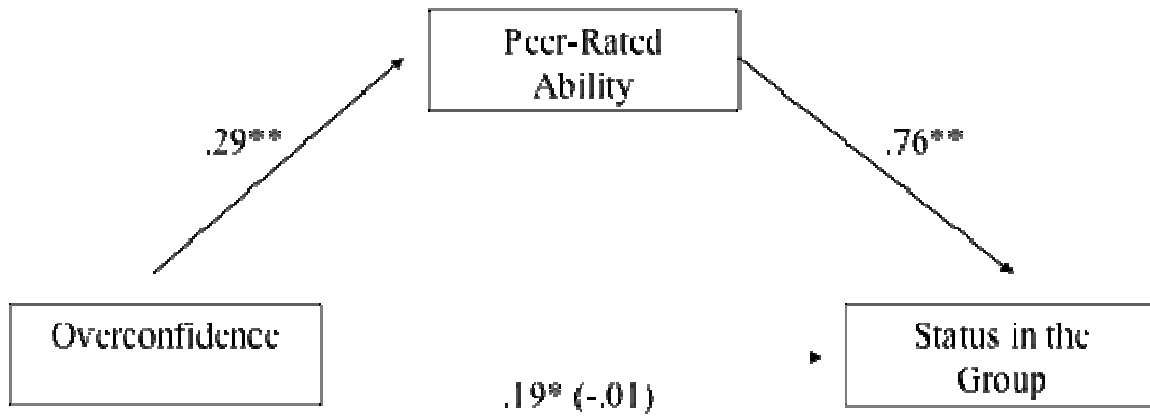 Peer-Rated
Ability
.29**
.76**
Overconfidence
Status in the
Group
.19* (-.01)